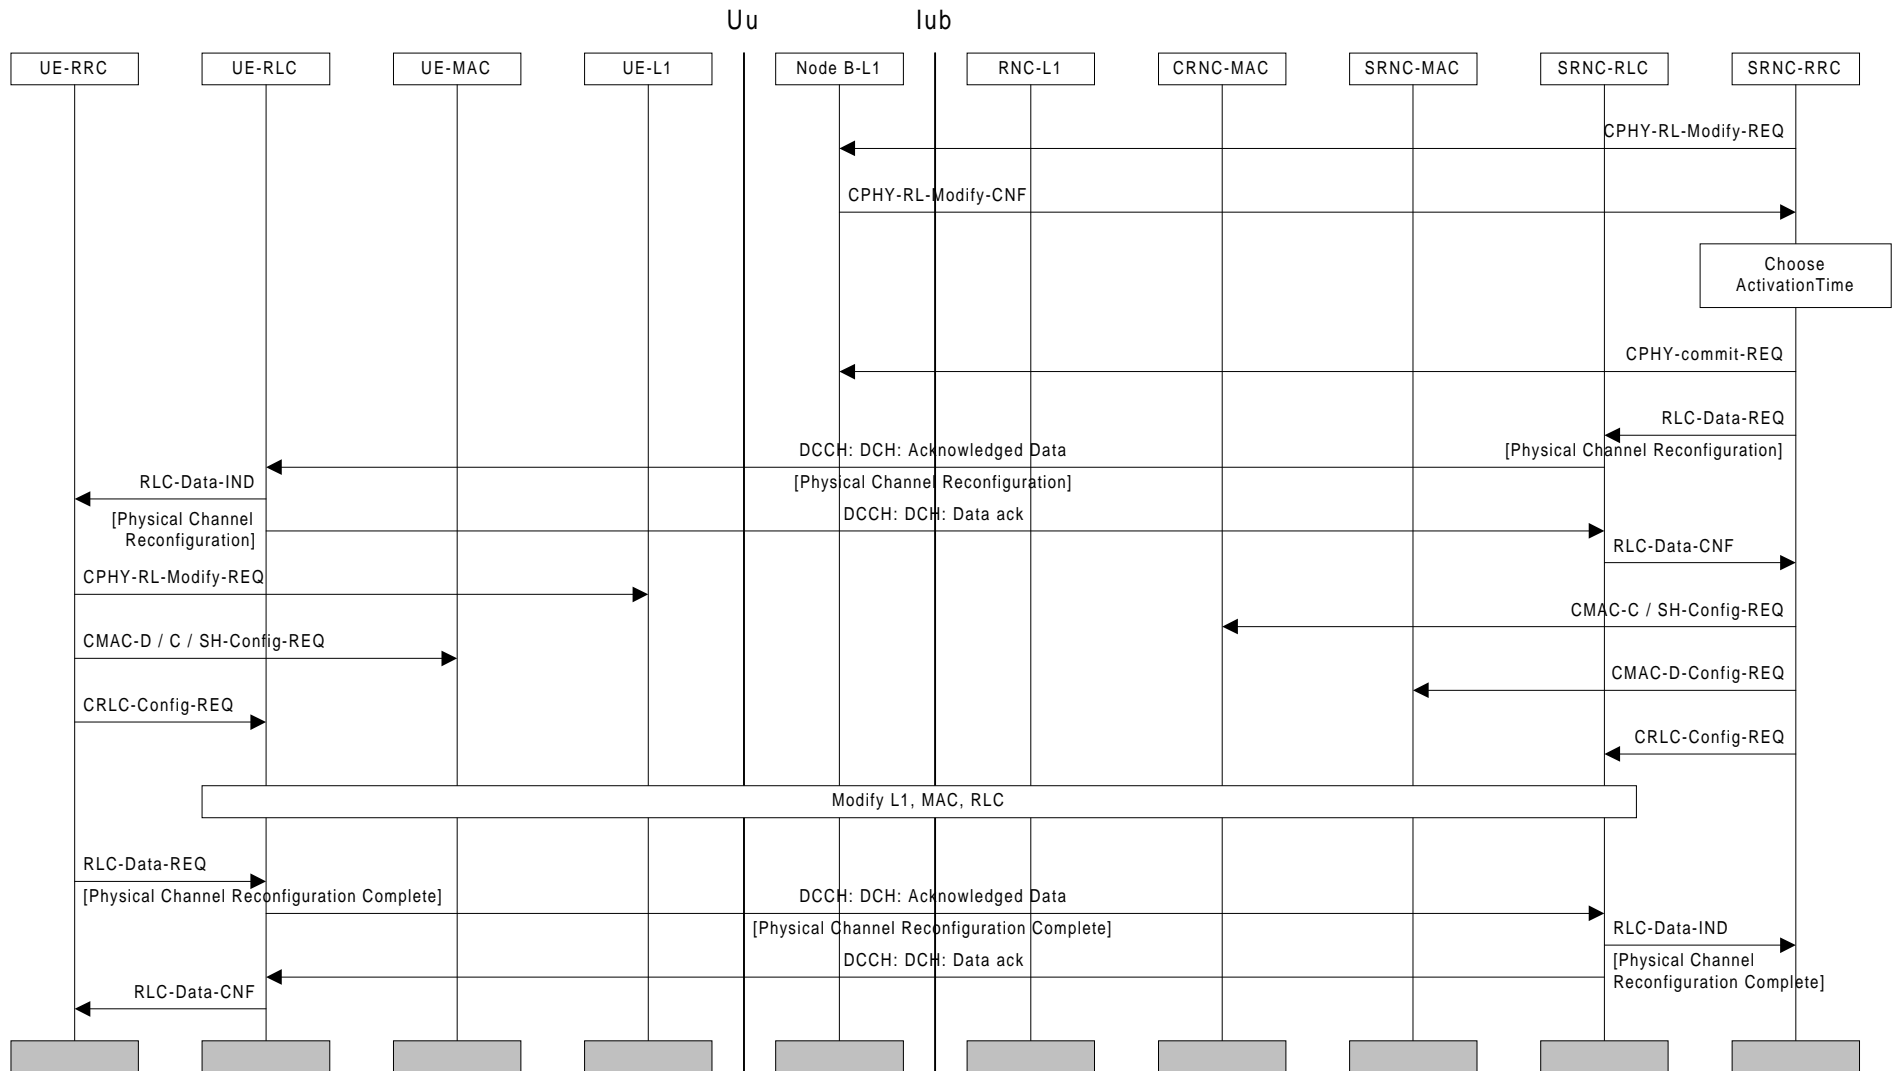 Uu
Iub
UE-RRC
UE-RLC
UE-MAC
UE-L1
Node B-L1
RNC-L1
CRNC-MAC
SRNC-MAC
SRNC-RLC
SRNC-RRC
CPHY-RL-Modify-REQ
CPHY-RL-Modify-CNF
Choose
ActivationTime
CPHY-commit-REQ
RLC-Data-REQ
[Physical Channel Reconfiguration]
DCCH: DCH: Acknowledged Data
[Physical Channel Reconfiguration]
RLC-Data-IND
[Physical Channel
Reconfiguration]
DCCH: DCH: Data ack
RLC-Data-CNF
CPHY-RL-Modify-REQ
CMAC-C / SH-Config-REQ
CMAC-D / C / SH-Config-REQ
CMAC-D-Config-REQ
CRLC-Config-REQ
CRLC-Config-REQ
Modify L1, MAC, RLC
RLC-Data-REQ
[Physical Channel Reconfiguration Complete]
DCCH: DCH: Acknowledged Data
[Physical Channel Reconfiguration Complete]
RLC-Data-IND
[Physical Channel
Reconfiguration Complete]
DCCH: DCH: Data ack
RLC-Data-CNF